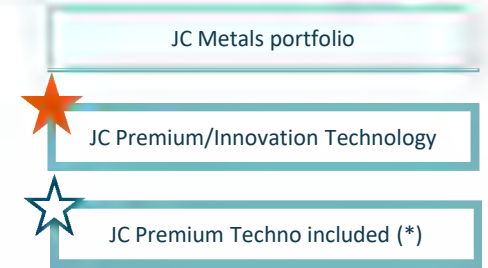 JC Metals portfolio
JC Premium/Innovation Technology
JC Premium Techno included (*)